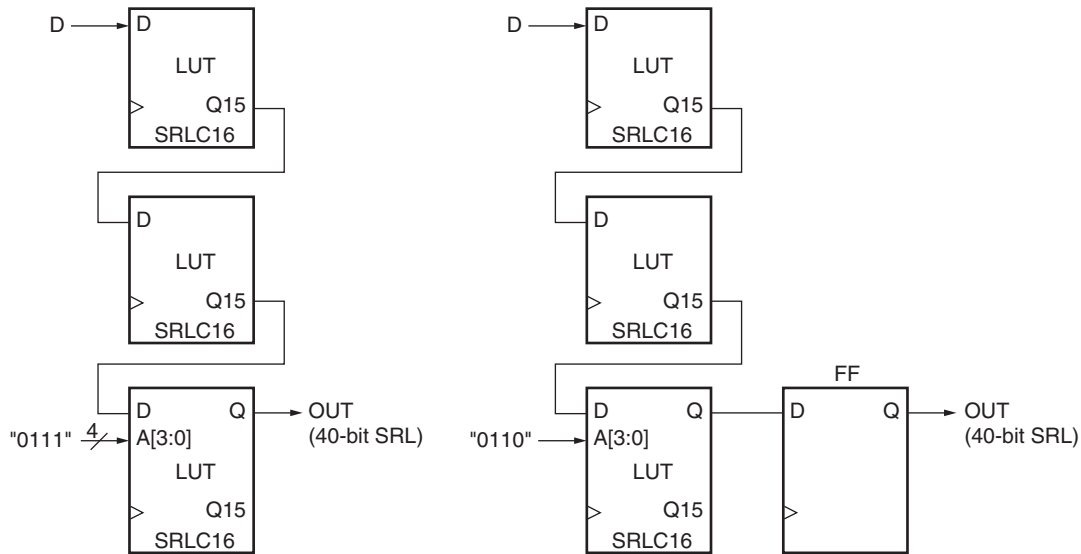 D
D
LUT
Q15
SRLC16
D
LUT
Q15
SRLC16
D
Q
OUT
(40-bit SRL)
"0111"
4
A[3:0]
LUT
Q15
SRLC16
D
D
LUT
Q15
SRLC16
D
LUT
Q15
SRLC16
D
Q
"0110"
A[3:0]
LUT
Q15
SRLC16
FF
D
Q
OUT
(40-bit SRL)